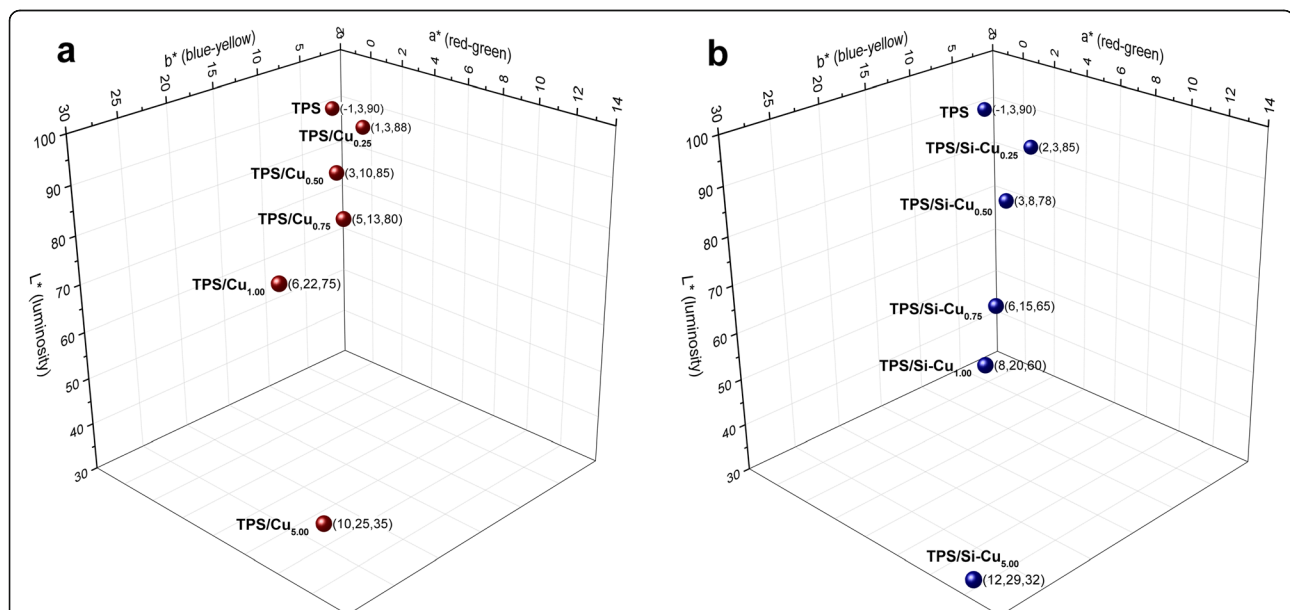 a
b* (blue-yellow)
a* (red-green)
30
25
20
15
10
5
-2
0
2
4
6
8
10
12
14
100
90
80
70
60
50
40
30
L* (luminosity)
TPS (-1,3,90)
(1,3,88)
TPS/Cu0.25
TPS/Cu0.50 (3,10,85)
TPS/Cu0.75 (5,13,80)
TPS/Cu1.00 (6,22,75)
TPS/Cu5.00 (10,25,35)
b
b* (blue-yellow)
a* (red-green)
30
25
20
15
10
5
0
2
4
6
8
10
12
14
100
90
80
70
60
50
40
30
L* (luminosity)
TPS (-1,3,90)
TPS/Si-Cu0.25 (2,3,85)
TPS/Si-Cu0.50 (3,8,78)
TPS/Si-Cu0.75 (6,15,65)
TPS/Si-Cu1.00 (8,20,60)
TPS/Si-Cu5.00
(12,29,32)